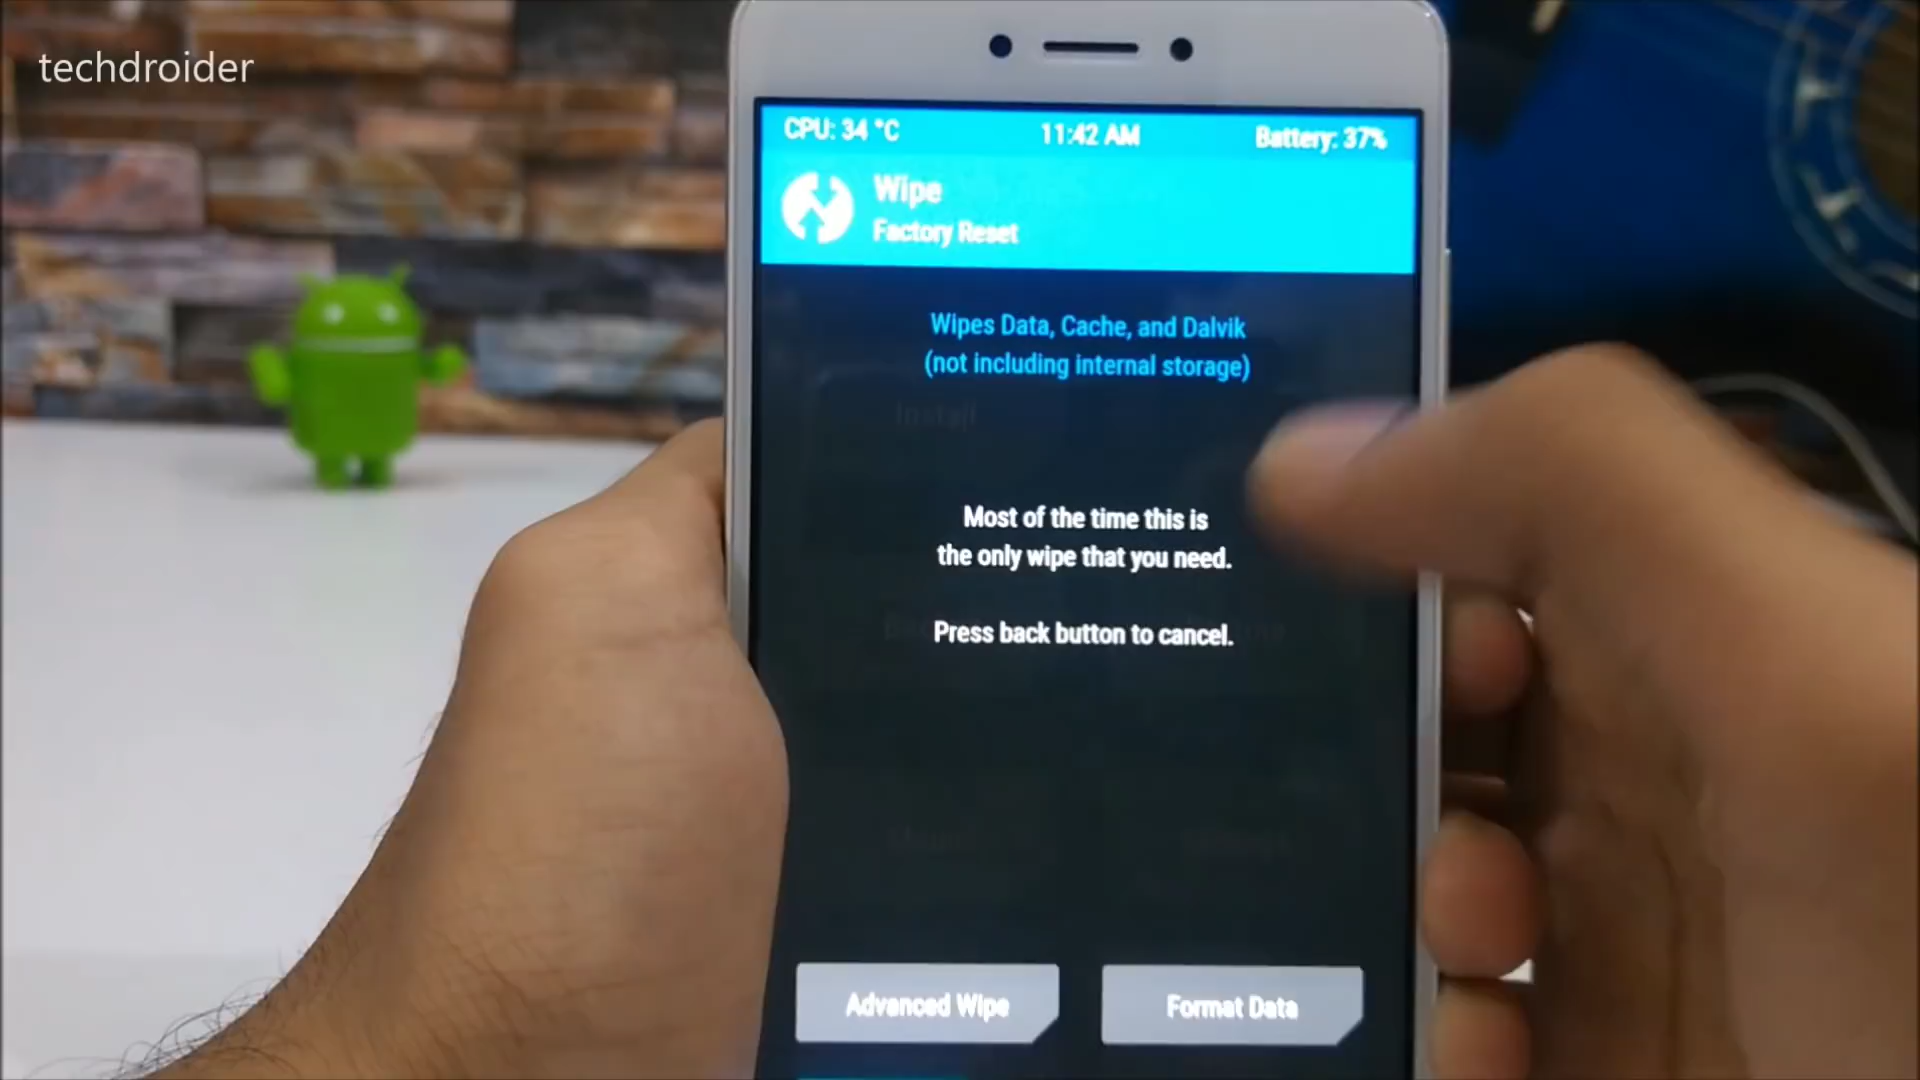 techdroider
CPU: 34 °C
11:42 AM
Battery: 37%
Wipe
Factory Reset
Wipes Data, Cache, and Dalvik
(not including internal storage)
Install
Most of the time this is
the only wipe that you need.
Press back button to cancel.
Advanced Wipe
Format Data